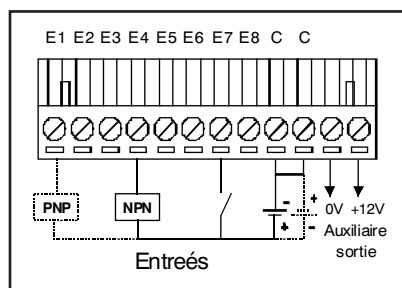 E1 E2 E3 E4 E5 E6 E7 E8 C C
PNP NPN - + 0V +12V
+ - Auxiliaire
Entreés sortie